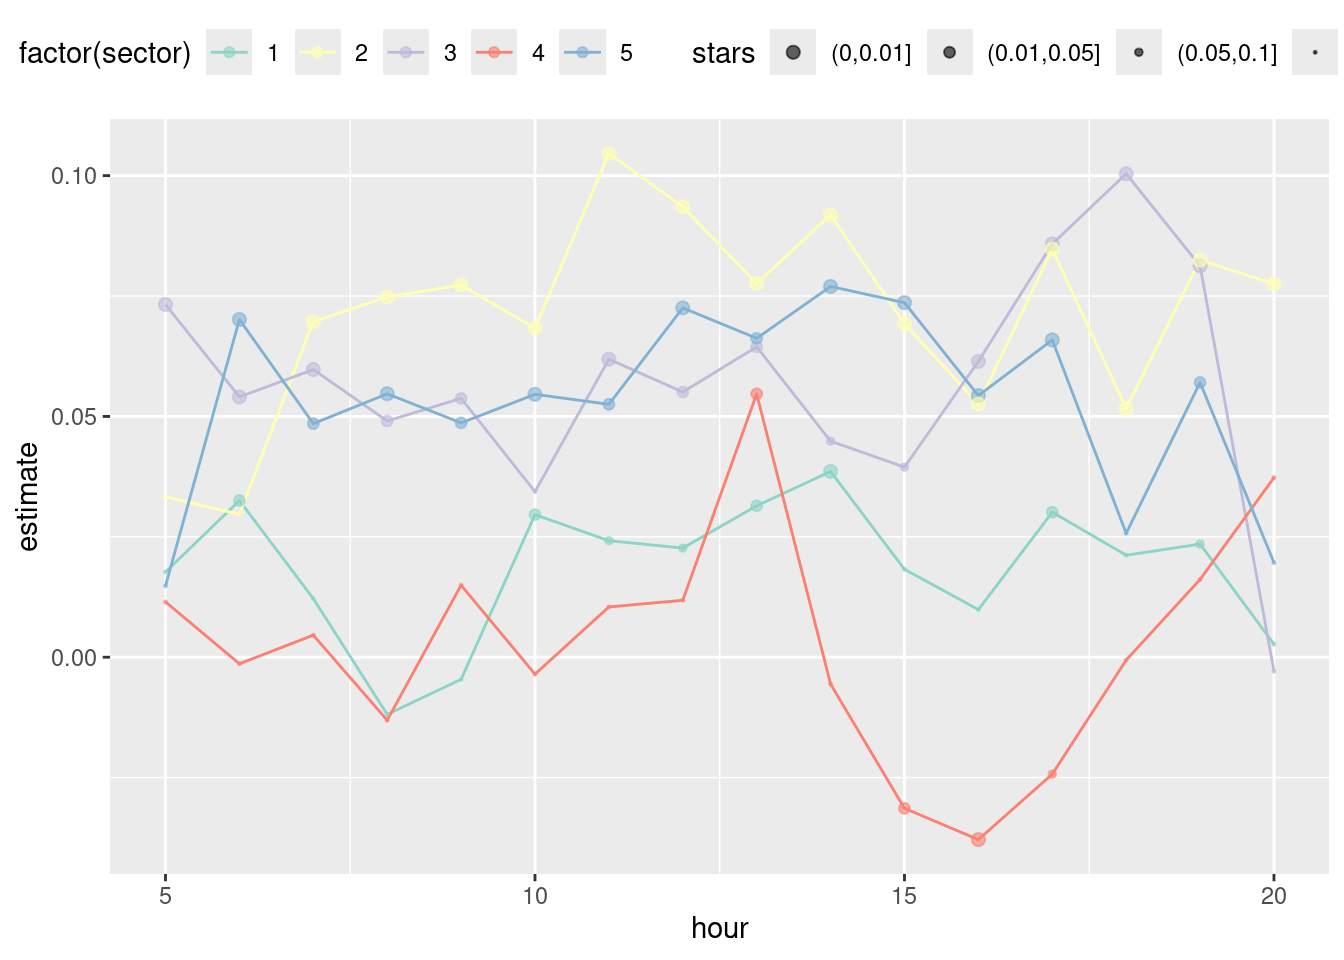 factor(sector) 1 2 3 4 5 stars (0,0.01] (0.01,0.05] (0.05,0.1]
0.10
0.05
0.00
estimate
5 10 15 20
hour